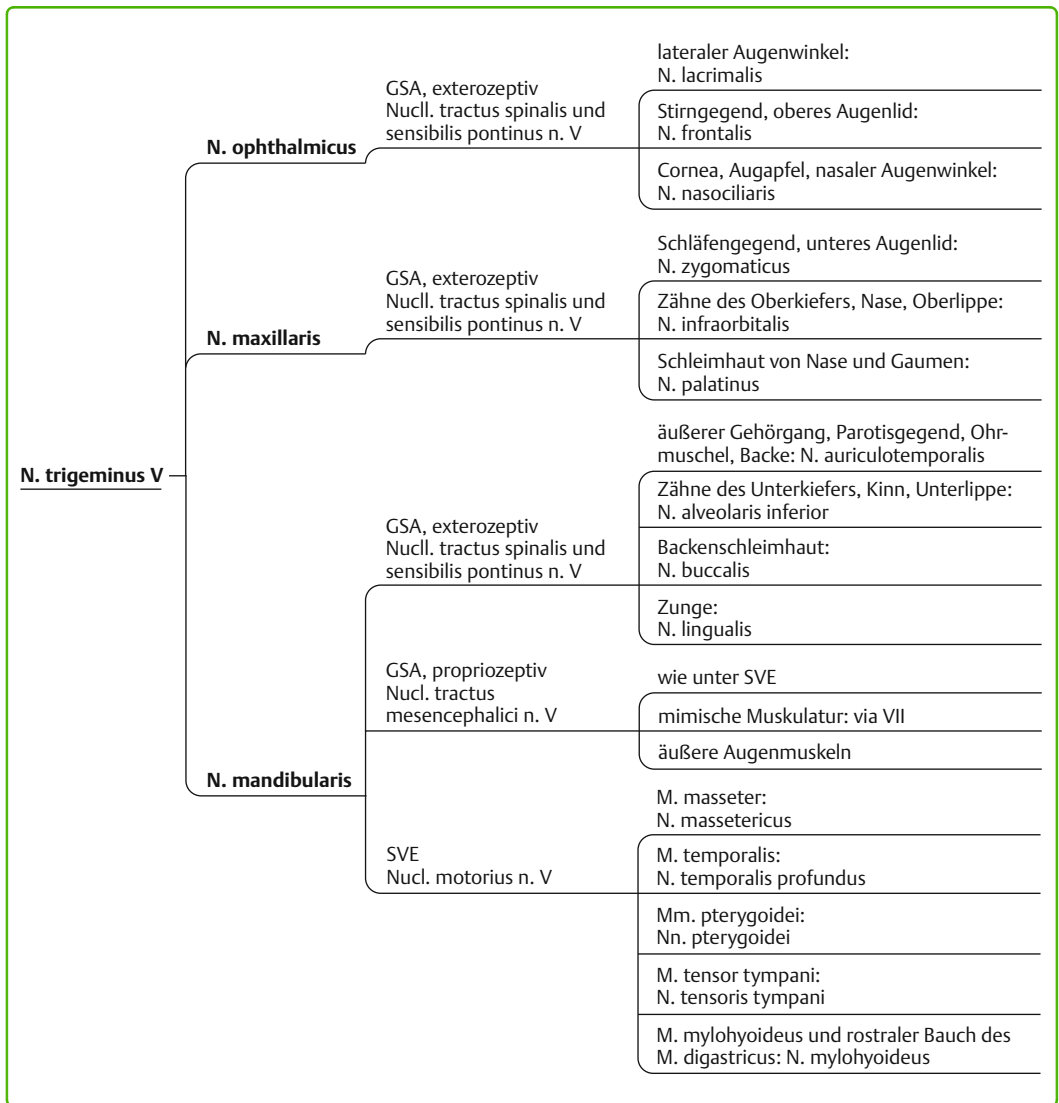 N. trigeminus V
N. ophthalmicus
GSA, exterozeptiv
Nucll. tractus spinalis und
sensibilis pontinus n. V
lateraler Augenwinkel:
N. lacrimalis
Stirngegend, oberes Augenlid:
N. frontalis
Cornea, Augapfel, nasaler Augenwinkel:
N. nasociliaris
N. maxillaris
GSA, exterozeptiv
Nucll. tractus spinalis und
sensibilis pontinus n. V
Schläfengegend, unteres Augenlid:
N. zygomaticus
Zähne des Oberkiefers, Nase, Oberlippe:
N. infraorbitalis
Schleimhaut von Nase und Gaumen:
N. palatinus
N. mandibularis
GSA, exterozeptiv
Nucll. tractus spinalis und
sensibilis pontinus n. V
äußerer Gehörgang, Parotisgegend, Ohr-
muschel, Backe: N. auriculotemporalis
Zähne des Unterkiefers, Kinn, Unterlippe:
N. alveolaris inferior
Backenschleimhaut:
N. buccalis
Zunge:
N. lingualis
GSA, propriozeptiv
Nucl. tractus
mesencephalici n. V
wie unter SVE
mimische Muskulatur: via VII
äußere Augenmuskeln
SVE
Nucl. motorius n. V
M. masseter:
N. massetericus
M. temporalis:
N. temporalis profundus
Mm. pterygoidei:
Nn. pterygoidei
M. tensor tympani:
N. tensoris tympani
M. mylohyoideus und rostraler Bauch des
M. digastricus: N. mylohyoideus